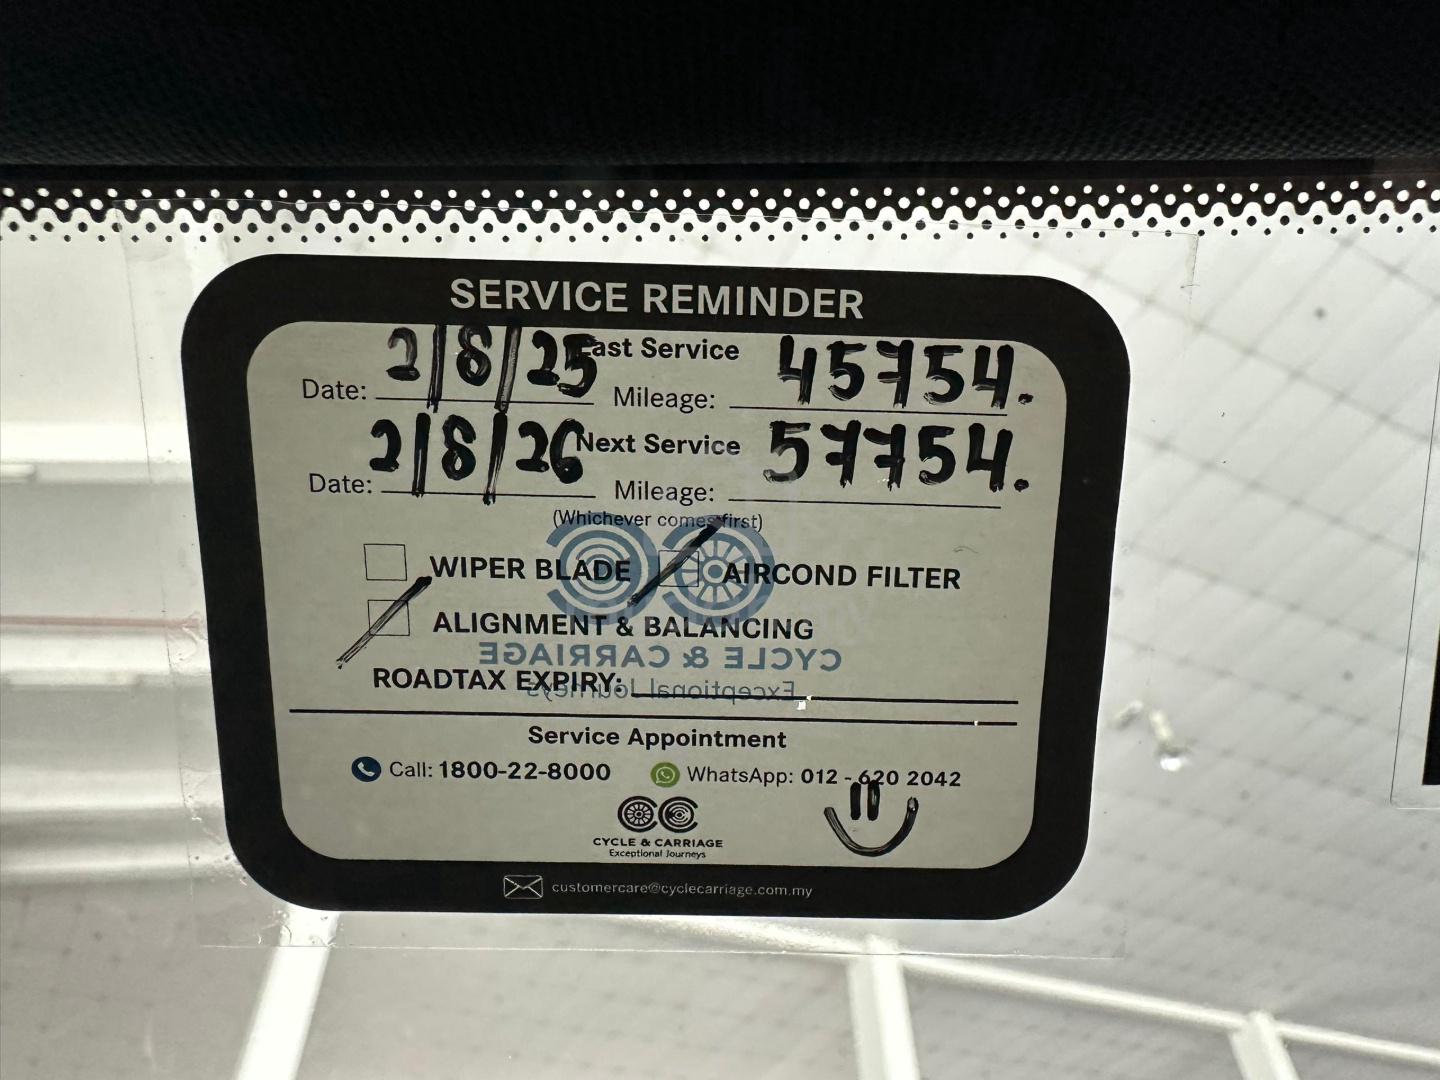 SERVICE REMINDER
Last Service
Date: 2/8/25 Mileage: 45754.
Next Service
Date: 2/8/26 Mileage: 57754.
(Whichever comes first)
WIPER BLADE AIRCOND FILTER
ALIGNMENT & BALANCING
CYCLE & CARRIAGE
Exceptional Journeys
ROADTAX EXPIRY:
Service Appointment
Call: 1800-22-8000 WhatsApp: 012 - 620 2042
CYCLE & CARRIAGE
Exceptional Journeys
customercare@cyclecarriage.com.my